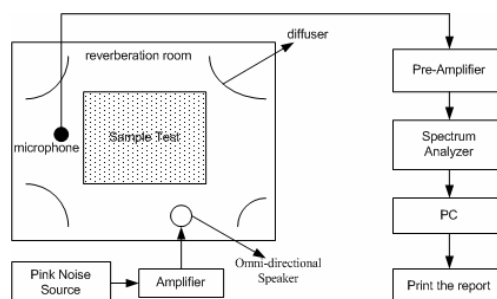 diffuser
reverberation room
Pre-Amplifier
Sample Test
microphone
Spectrum
Analyzer
PC
Omni-directional
Speaker
Pink Noise
Source
Amplifier
Print the report